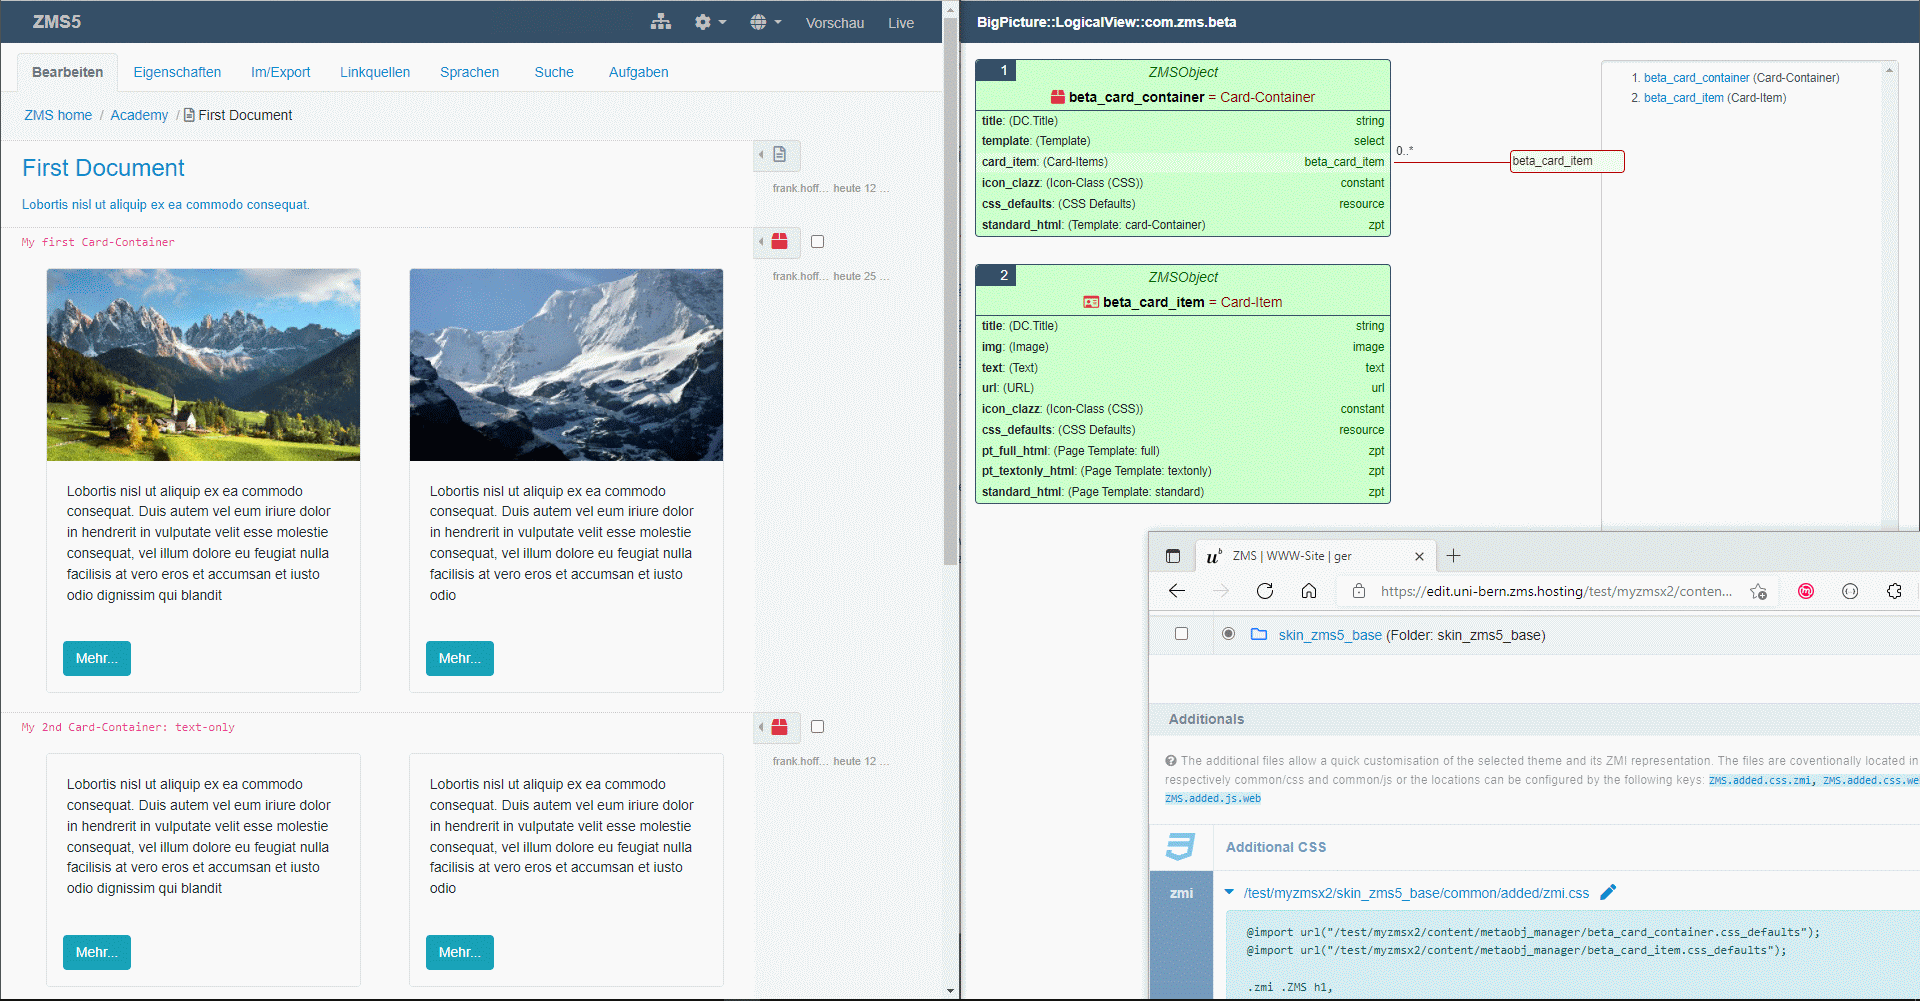 ZMS5
Vorschau
Live
Bearbeiten
Eigenschaften
Im/Export
Linkquellen
Sprachen
Suche
Aufgaben
ZMS home / Academy / First Document
First Document
Lobortis nisl ut aliquip ex ea commodo consequat.
frank.hoff... heute 12 ...
My first Card-Container
frank.hoff... heute 25 ...
Lobortis nisl ut aliquip ex ea commodo
consequat. Duis autem vel eum iriure dolor
in hendrerit in vulputate velit esse molestie
consequat, vel illum dolore eu feugiat nulla
facilisis at vero eros et accumsan et iusto
odio dignissim qui blandit
Mehr...
Lobortis nisl ut aliquip ex ea commodo
consequat. Duis autem vel eum iriure dolor
in hendrerit in vulputate velit esse molestie
consequat, vel illum dolore eu feugiat nulla
facilisis at vero eros et accumsan et iusto
odio
Mehr...
My 2nd Card-Container: text-only
frank.hoff... heute 12 ...
Lobortis nisl ut aliquip ex ea commodo
consequat. Duis autem vel eum iriure dolor
in hendrerit in vulputate velit esse molestie
consequat, vel illum dolore eu feugiat nulla
facilisis at vero eros et accumsan et iusto
odio dignissim qui blandit
Mehr...
Lobortis nisl ut aliquip ex ea commodo
consequat. Duis autem vel eum iriure dolor
in hendrerit in vulputate velit esse molestie
consequat, vel illum dolore eu feugiat nulla
facilisis at vero eros et accumsan et iusto
odio
Mehr...
BigPicture::LogicalView::com.zms.beta
1
ZMSObject
beta_card_container = Card-Container
title: (DC.Title) string
template: (Template) select
card_item: (Card-Items) beta_card_item
icon_clazz: (Icon-Class (CSS)) constant
css_defaults: (CSS Defaults) resource
standard_html: (Template: card-Container) zpt
0..*
beta_card_item
1. beta_card_container (Card-Container)
2. beta_card_item (Card-Item)
2
ZMSObject
beta_card_item = Card-Item
title: (DC.Title) string
img: (Image) image
text: (Text) text
url: (URL) url
icon_clazz: (Icon-Class (CSS)) constant
css_defaults: (CSS Defaults) resource
pt_full_html: (Page Template: full) zpt
pt_textonly_html: (Page Template: textonly) zpt
standard_html: (Page Template: standard) zpt
u b ZMS | WWW-Site | ger
https://edit.uni-bern.zms.hosting/test/myzmsx2/conten...
skin_zms5_base (Folder: skin_zms5_base)
Additionals
The additional files allow a quick customisation of the selected theme and its ZMI representation. The files are coventionally located in
respectively common/css and common/js or the locations can be configured by the following keys: ZMS.added.css.zmi, ZMS.added.css.we
ZMS.added.js.web
Additional CSS
zmi
/test/myzmsx2/skin_zms5_base/common/added/zmi.css
@import url("/test/myzmsx2/content/metaobj_manager/beta_card_container.css_defaults");
@import url("/test/myzmsx2/content/metaobj_manager/beta_card_item.css_defaults");
.zmi .ZMS h1,